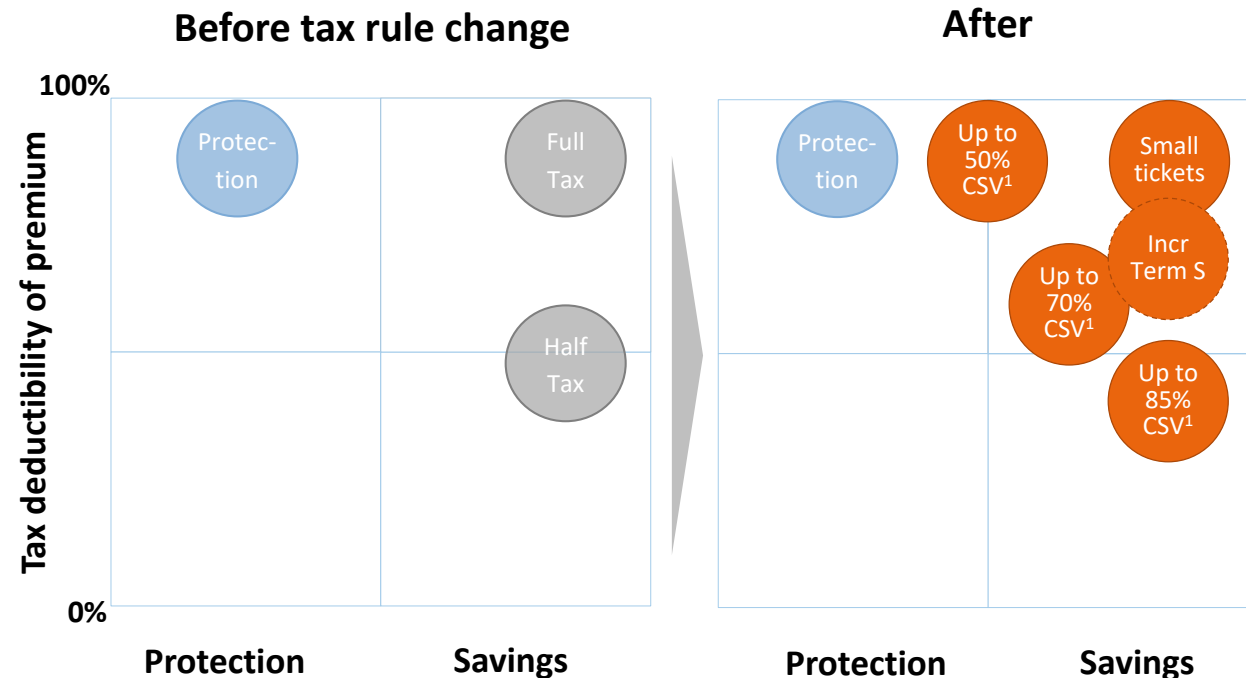 Before tax rule change
After
100%
Tax deductibility of premium
0%
Protec-
tion
Full
Tax
Half
Tax
Protection
Savings
Protec-
tion
Up to
50%
CSV¹
Small
tickets
Incr
Term S
Up to
70%
CSV¹
Up to
85%
CSV¹
Protection
Savings